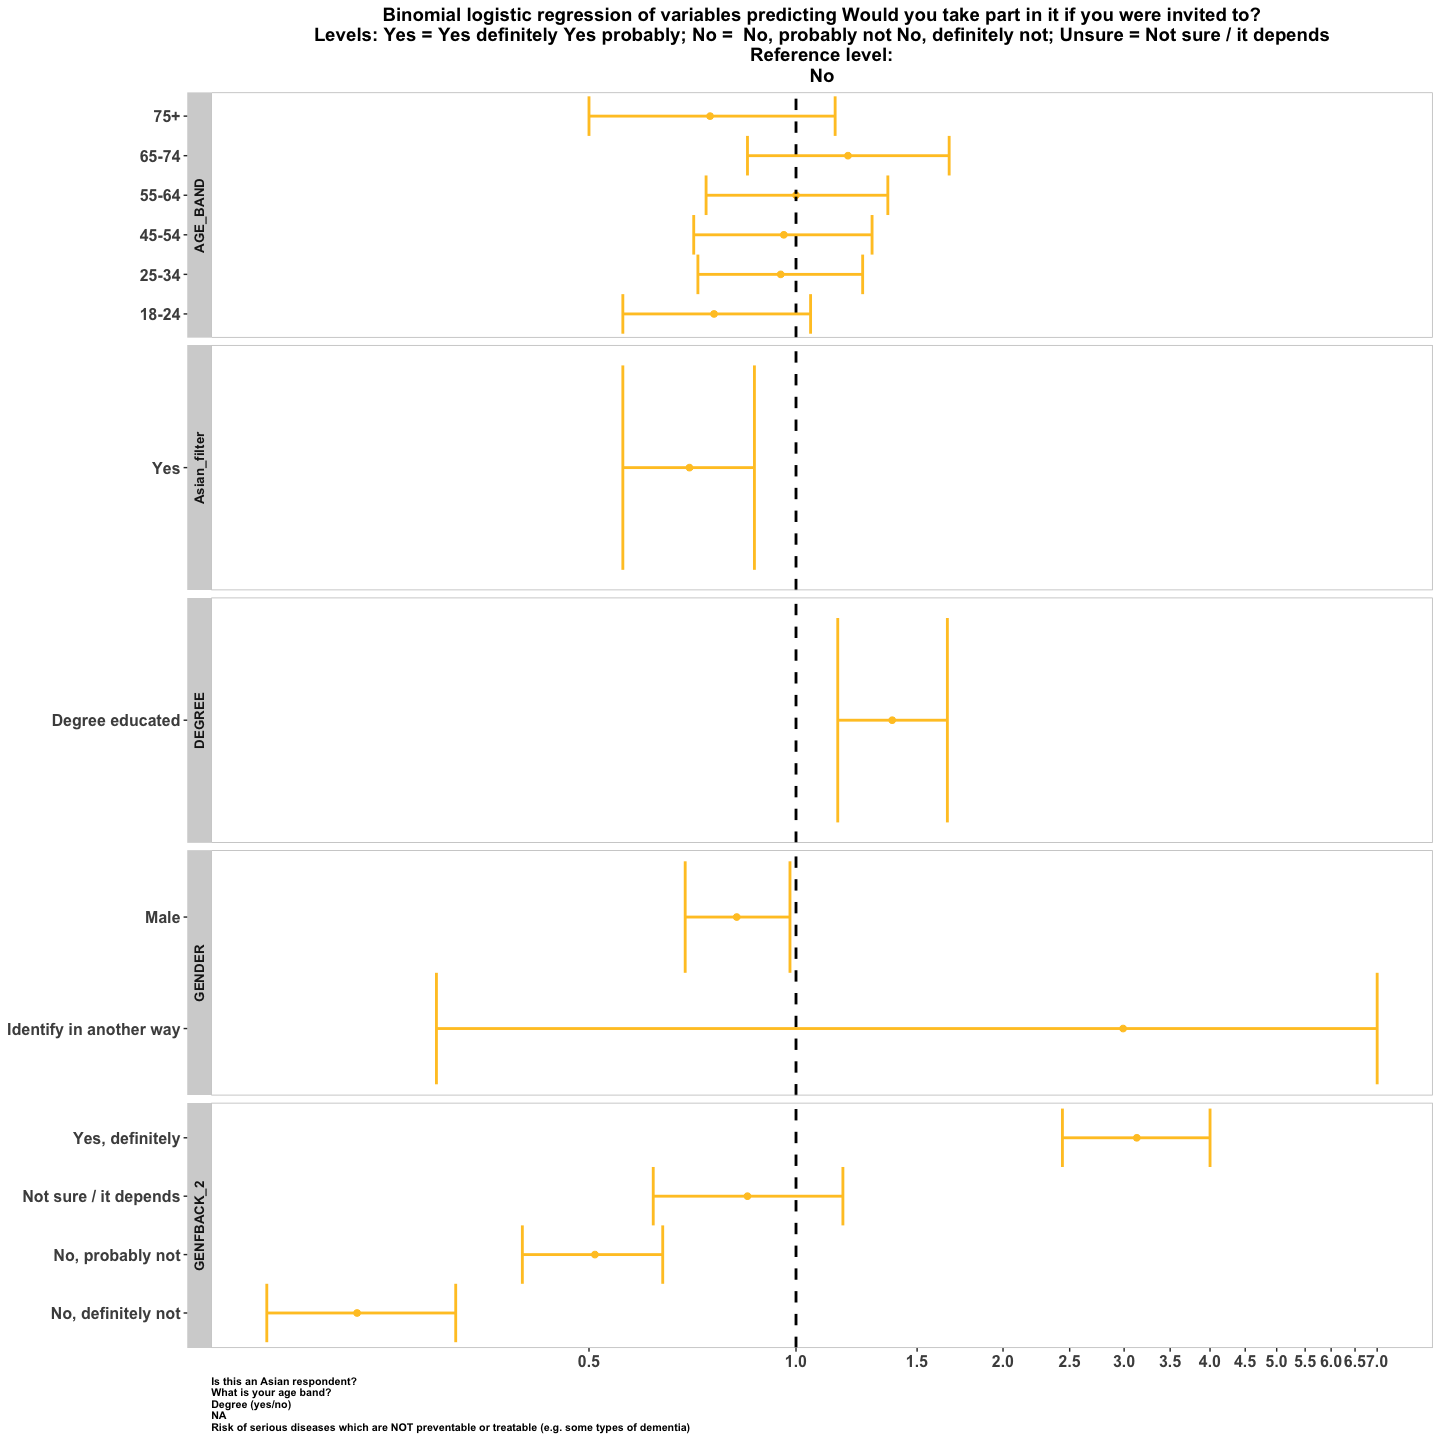 Binomial logistic regression of variables predicting Would you take part in it if you were invited to?
Levels: Yes = Yes definitely Yes probably; No =  No, probably not No, definitely not; Unsure = Not sure / it depends
Reference level:
No
AGE_BAND
75+
65-74
55-64
45-54
25-34
18-24
Asian_filter
Yes
DEGREE
Degree educated
GENDER
Male
Identify in another way
GENFBACK_2
Yes, definitely
Not sure / it depends
No, probably not
No, definitely not
0.5 1.0 1.5 2.0 2.5 3.0 3.5 4.0 4.5 5.0 5.5 6.0 6.5 7.0
Is this an Asian respondent?
What is your age band?
Degree (yes/no)
NA
Risk of serious diseases which are NOT preventable or treatable (e.g. some types of dementia)